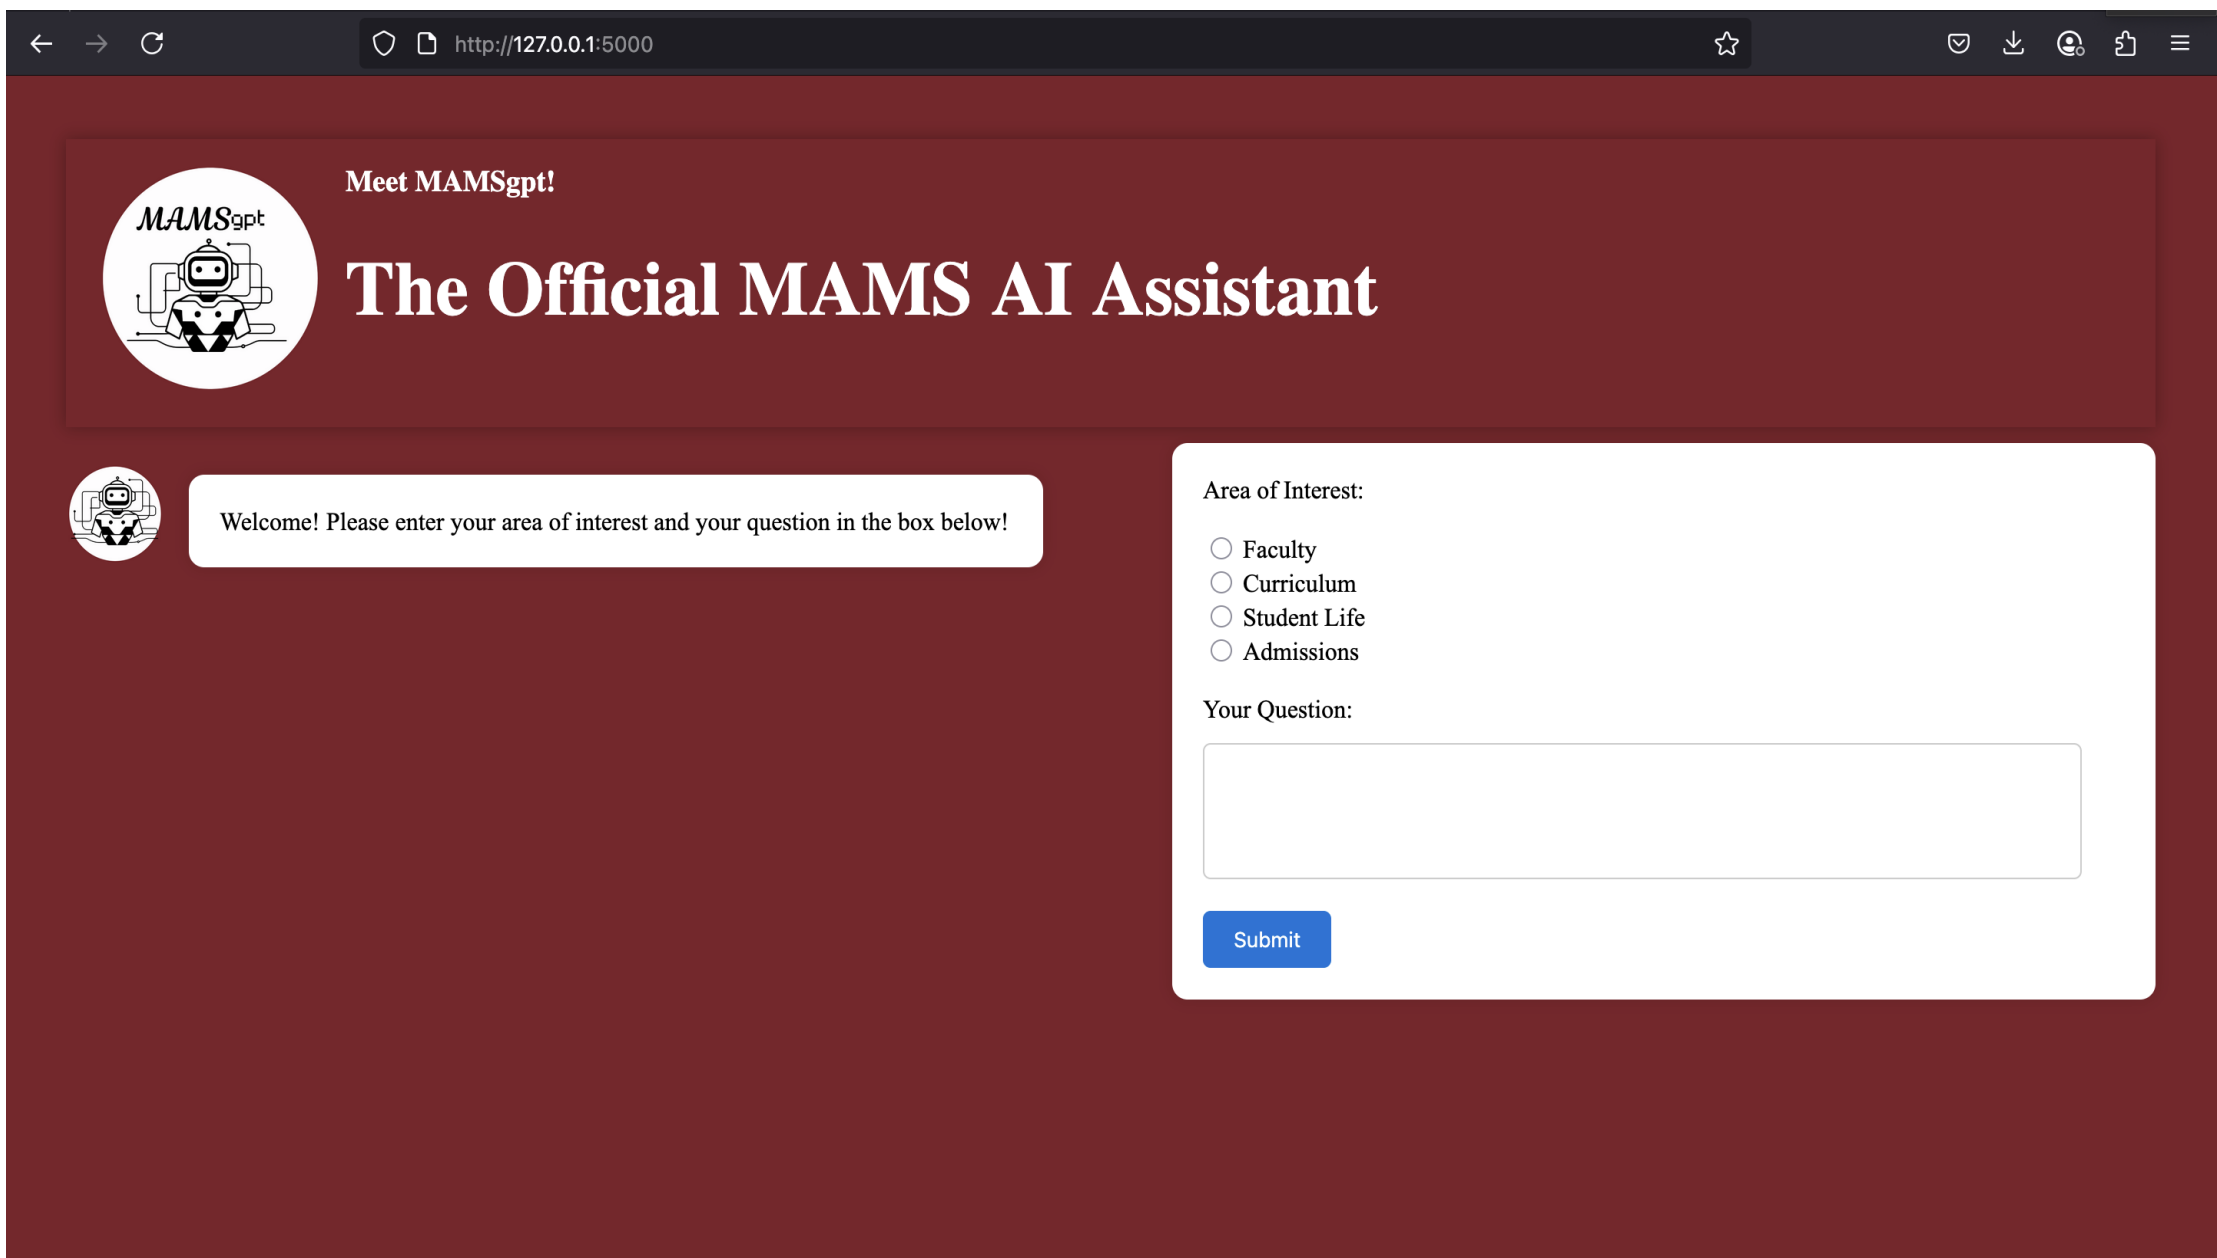 http://127.0.0.1:5000
MAMSgpt
Meet MAMSgpt!
The Official MAMS AI Assistant
Welcome! Please enter your area of interest and your question in the box below!
Area of Interest:
Faculty
Curriculum
Student Life
Admissions
Your Question:
Submit